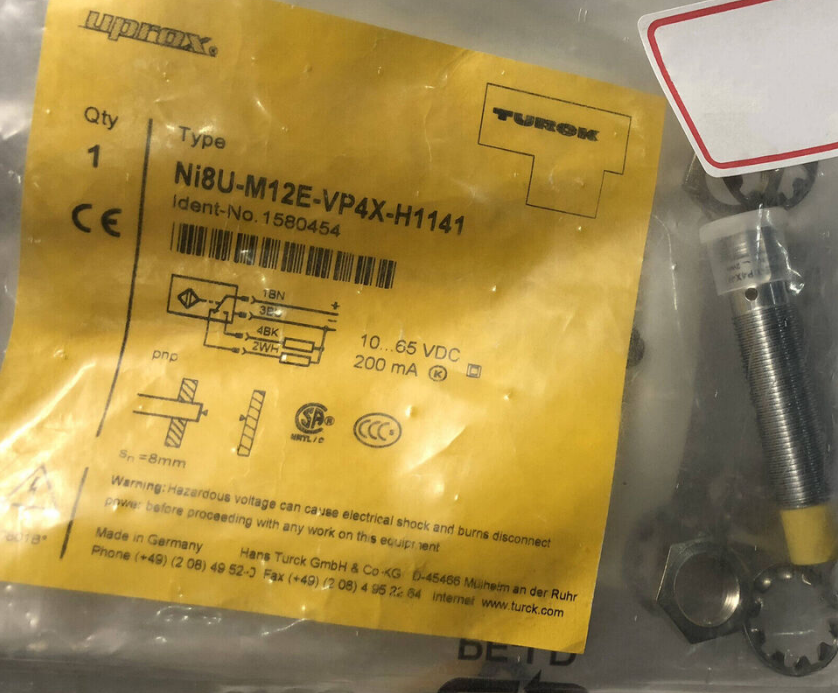 uprox®
TURCK
Qty
1
Type
Ni8U-M12E-VP4X-H1141
Ident-No. 1580454
CE
1BN
3BU
4BK
2WH
+
−
pnp
10...65 VDC
200 mA K
sn =8mm
SA®
NRTL / C
CCC
Warning: Hazardous voltage can cause electrical shock and burns disconnect
power before proceeding with any work on this equipment
Made in Germany
Hans Turck GmbH & Co KG D-45466 Mülheim an der Ruhr
Phone (+49) (2 08) 49 52-0 Fax (+49) (2 08) 4 95 22 64 Internet www.turck.com